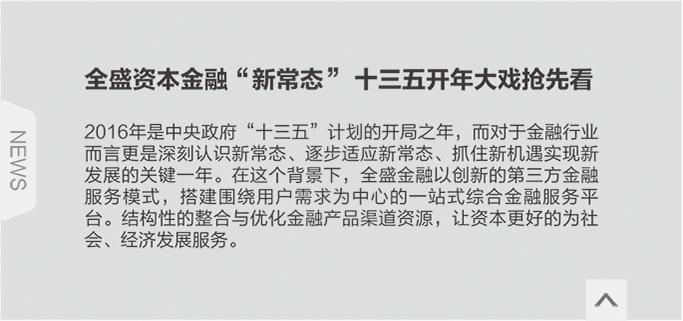 全盛资本金融“新常态” 十三五开年大戏抢先看
NEWS
2016年是中央政府“十三五”计划的开局之年，而对于金融行业
而言更是深刻认识新常态、逐步适应新常态、抓住新机遇实现新
发展的关键一年。在这个背景下，全盛金融以创新的第三方金融
服务模式，搭建围绕用户需求为中心的一站式综合金融服务平
台。结构性的整合与优化金融产品渠道资源，让资本更好的为社
会、经济发展服务。